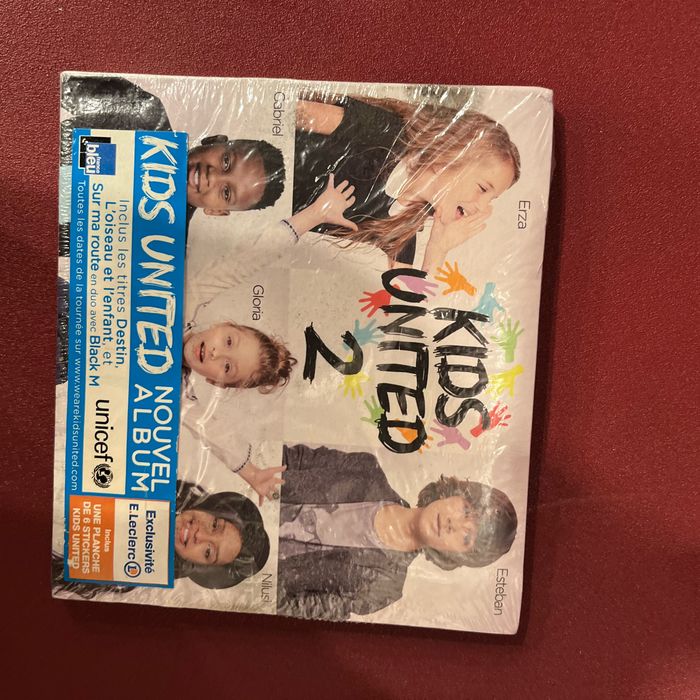 Gabriel
Erza
KIDS
UNITED
2
Gloria
Nilusi
Esteban
KIDS UNITED NOUVEL
ALBUM
Inclus les titres Destin,
L'oiseau et l'enfant, et
Sur ma route en duo avec Black M
Toutes les dates de la tournée sur www.wearekidsunited.com
france
bleu
unicef
Exclusivité
E.Leclerc L
Inclus
UNE PLANCHE
DE 6 STICKERS
KIDS UNITED